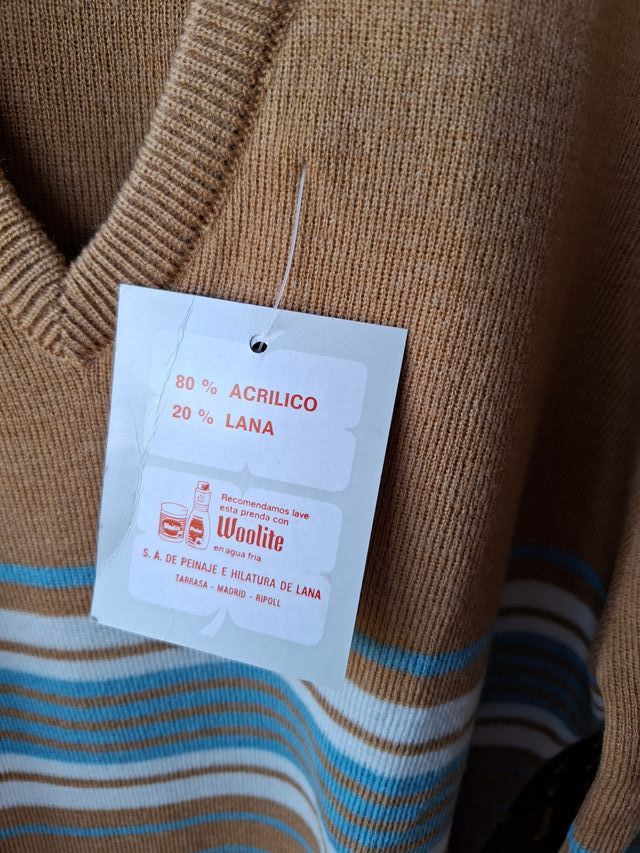 80 % ACRILICO
20 % LANA
Recomendamos lave
esta prenda con
Woolite
en agua fria
S. A. DE PEINAJE E HILATURA DE LANA
TARRASA - MADRID - RIPOLL